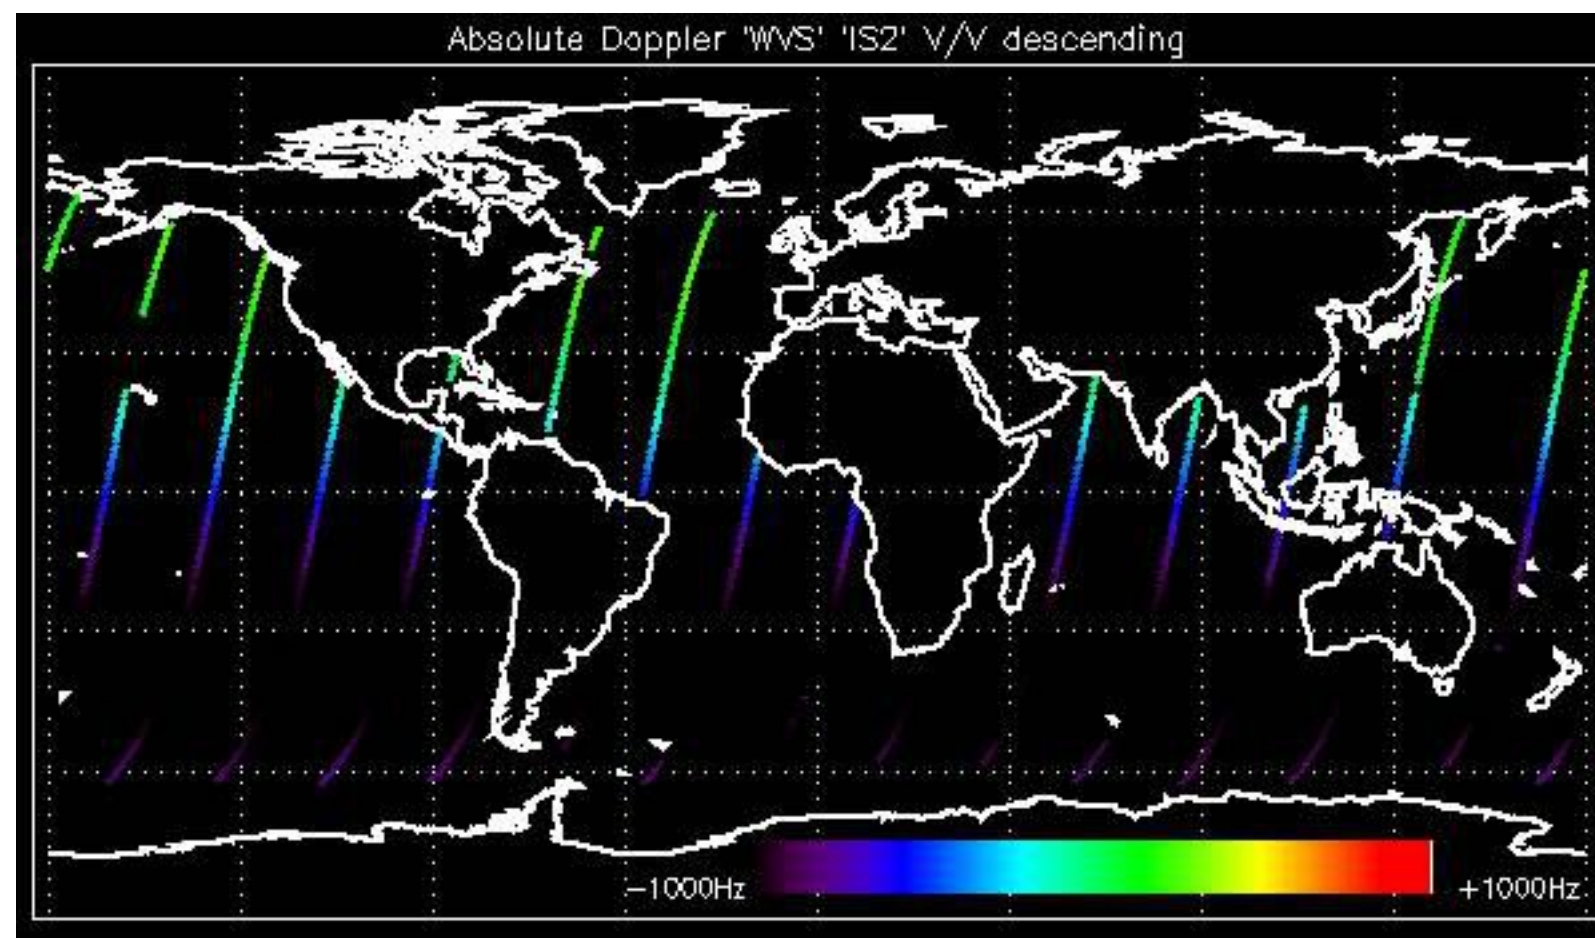 Absolute Doppler 'WVS' 'IS2' V/V descending
−1000Hz
+1000Hz